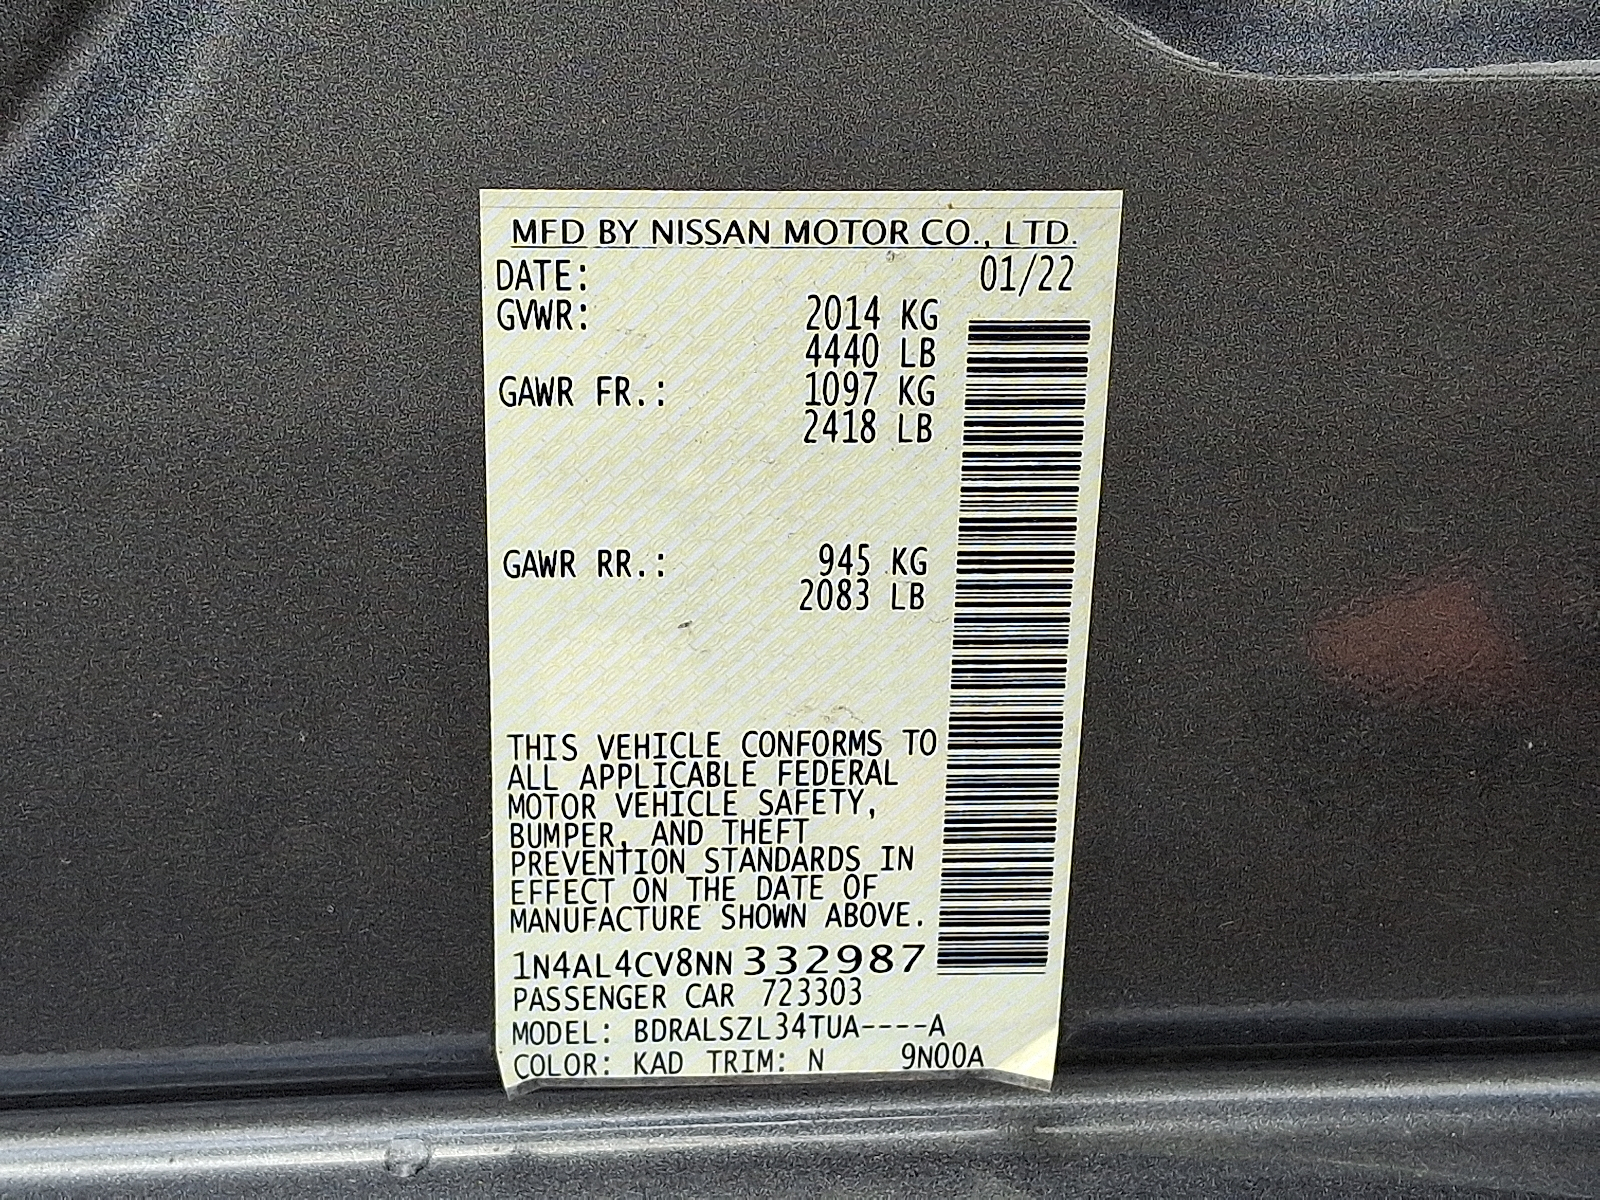 MFD BY NISSAN MOTOR CO., LTD.
DATE: 01/22
GVWR: 2014 KG
4440 LB
GAWR FR.: 1097 KG
2418 LB
GAWR RR.: 945 KG
2083 LB
THIS VEHICLE CONFORMS TO
ALL APPLICABLE FEDERAL
MOTOR VEHICLE SAFETY,
BUMPER, AND THEFT
PREVENTION STANDARDS IN
EFFECT ON THE DATE OF
MANUFACTURE SHOWN ABOVE.
1N4AL4CV8NN332987
PASSENGER CAR 723303
MODEL: BDRALSZL34TUA----A
COLOR: KAD TRIM: N 9N00A